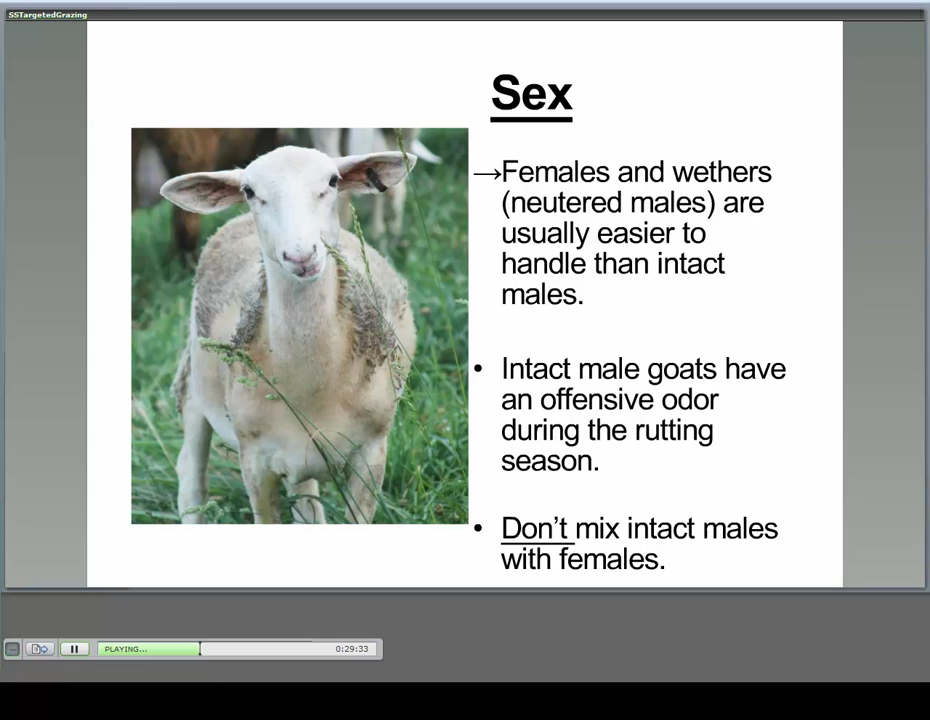 SSTargetedGrazing
Sex
→Females and wethers
(neutered males) are
usually easier to
handle than intact
males.
• Intact male goats have
an offensive odor
during the rutting
season.
• Don't mix intact males
with females.
PLAYING... 0:29:33